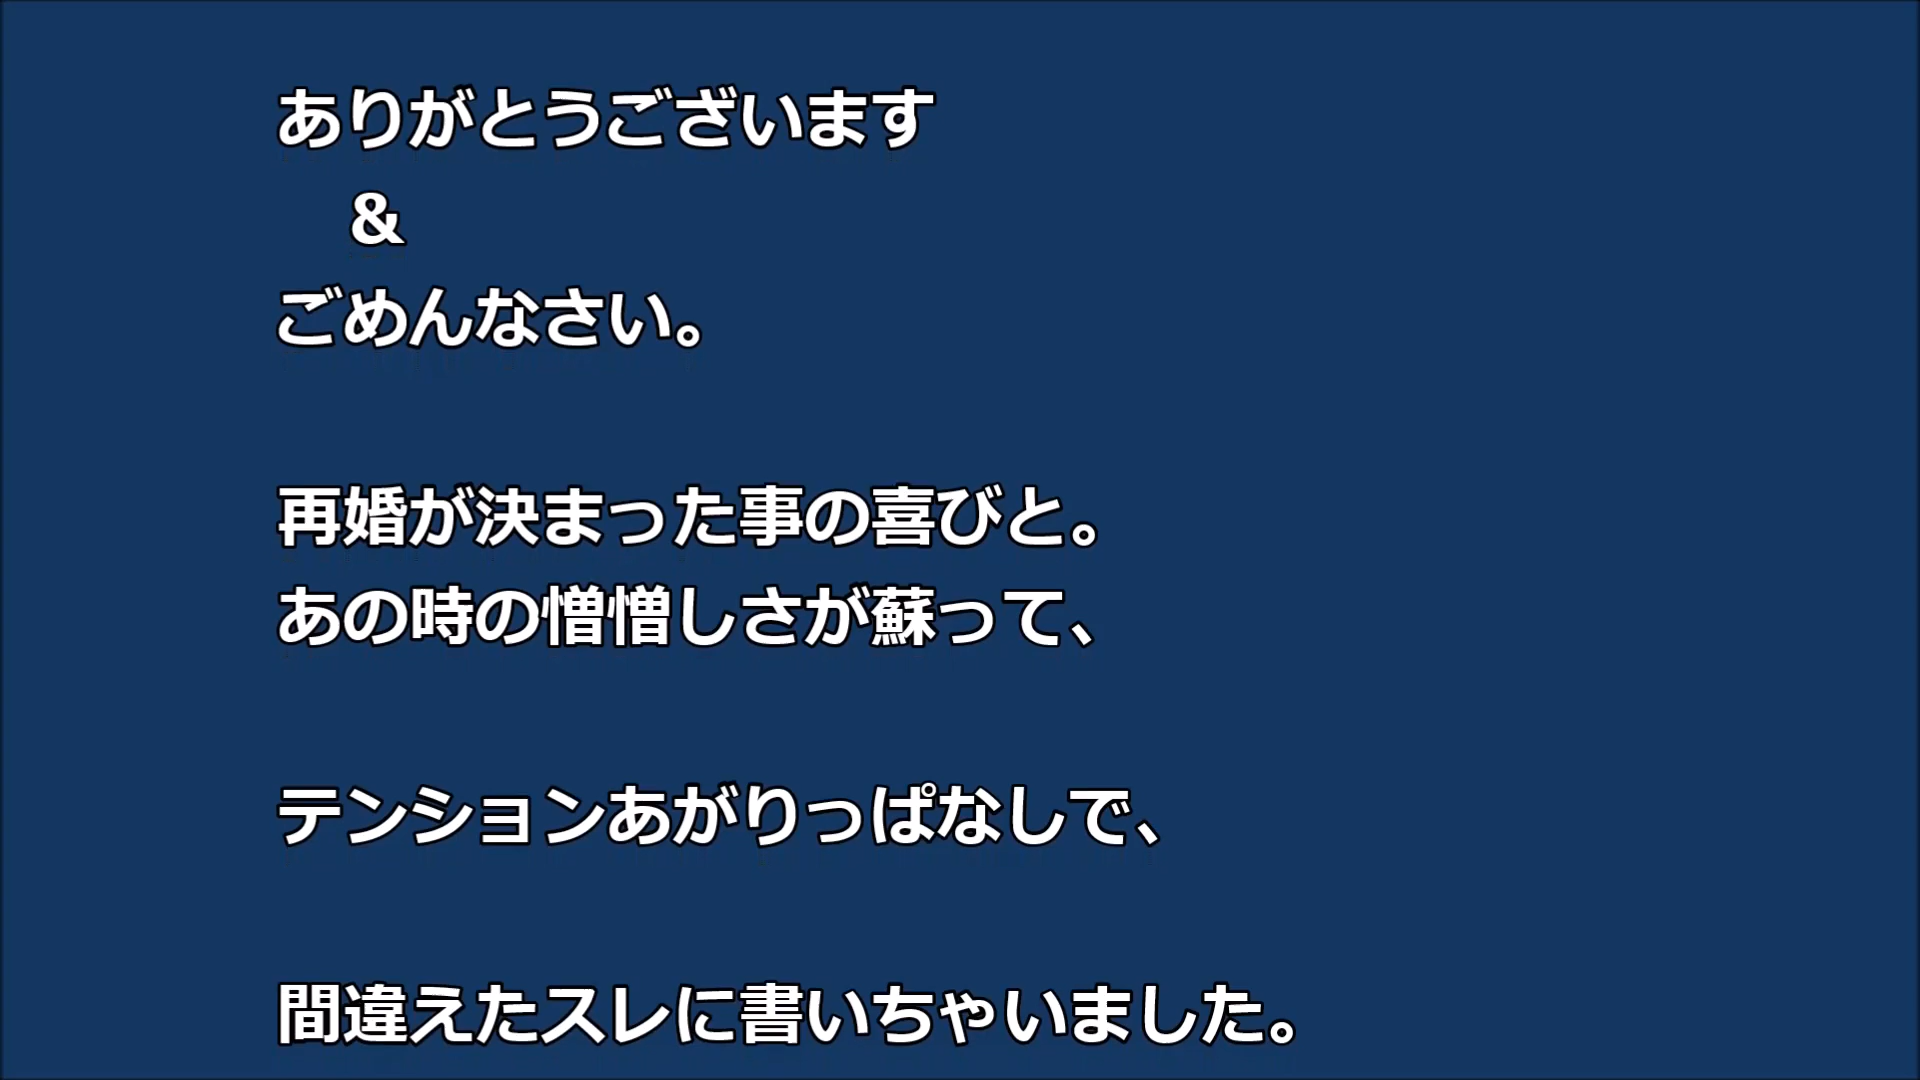 ありがとうございます
&
ごめんなさい。
再婚が決まった事の喜びと。
あの時の憎憎しさが蘇って、
テンションあがりっぱなしで、
間違えたスレに書いちゃいました。